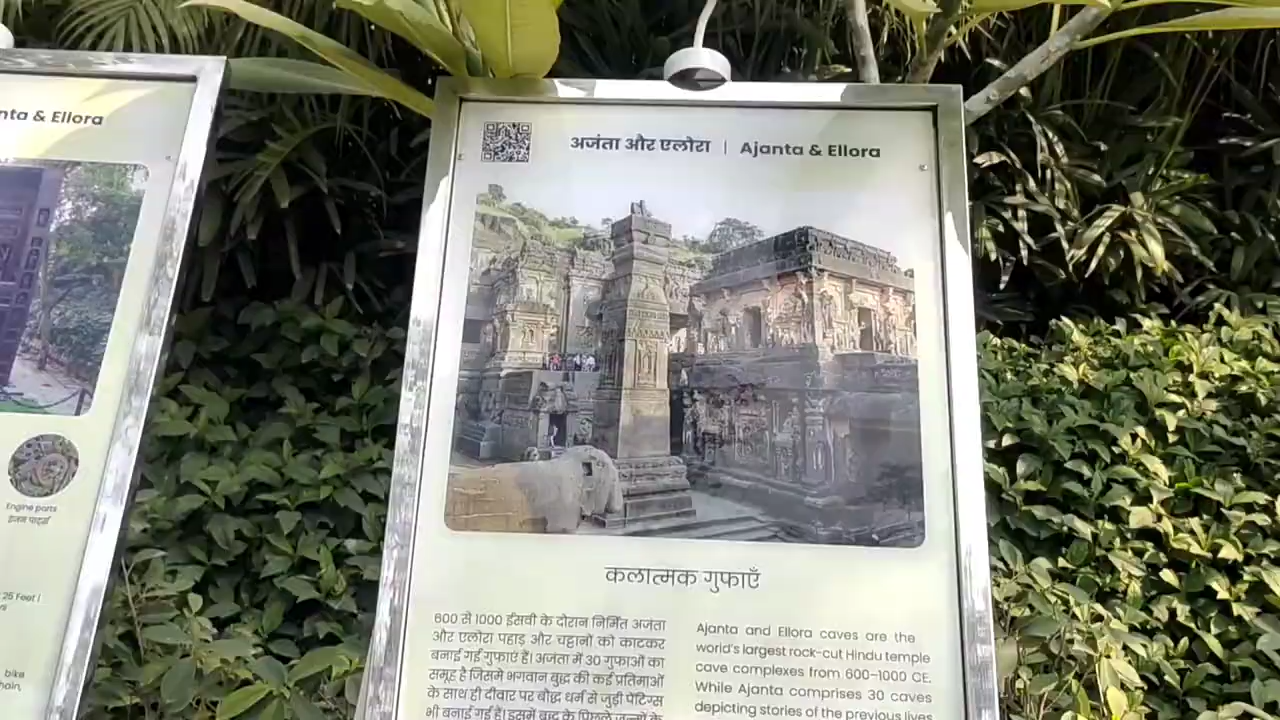 nta & Ellora
Engine parts
इंजन पार्ट्स
25 Feet |
bike
hain,
अजंता और एलोरा | Ajanta & Ellora
कलात्मक गुफाएँ
600 से 1000 ईसवी के दौरान निर्मित अजंता
और एलोरा पहाड़ और चट्टानों को काटकर
बनाई गई गुफाएं हैं। अजंता में 30 गुफाओं का
समूह है जिसमे भगवान बुद्ध की कई प्रतिमाओं
के साथ ही दीवार पर बौद्ध धर्म से जुड़ी पेंटिंग्स
भी बनाई गई हैं। इसमें बुद्ध के पिछले जन्मों के
Ajanta and Ellora caves are the
world's largest rock-cut Hindu temple
cave complexes from 600-1000 CE.
While Ajanta comprises 30 caves
depicting stories of the previous lives